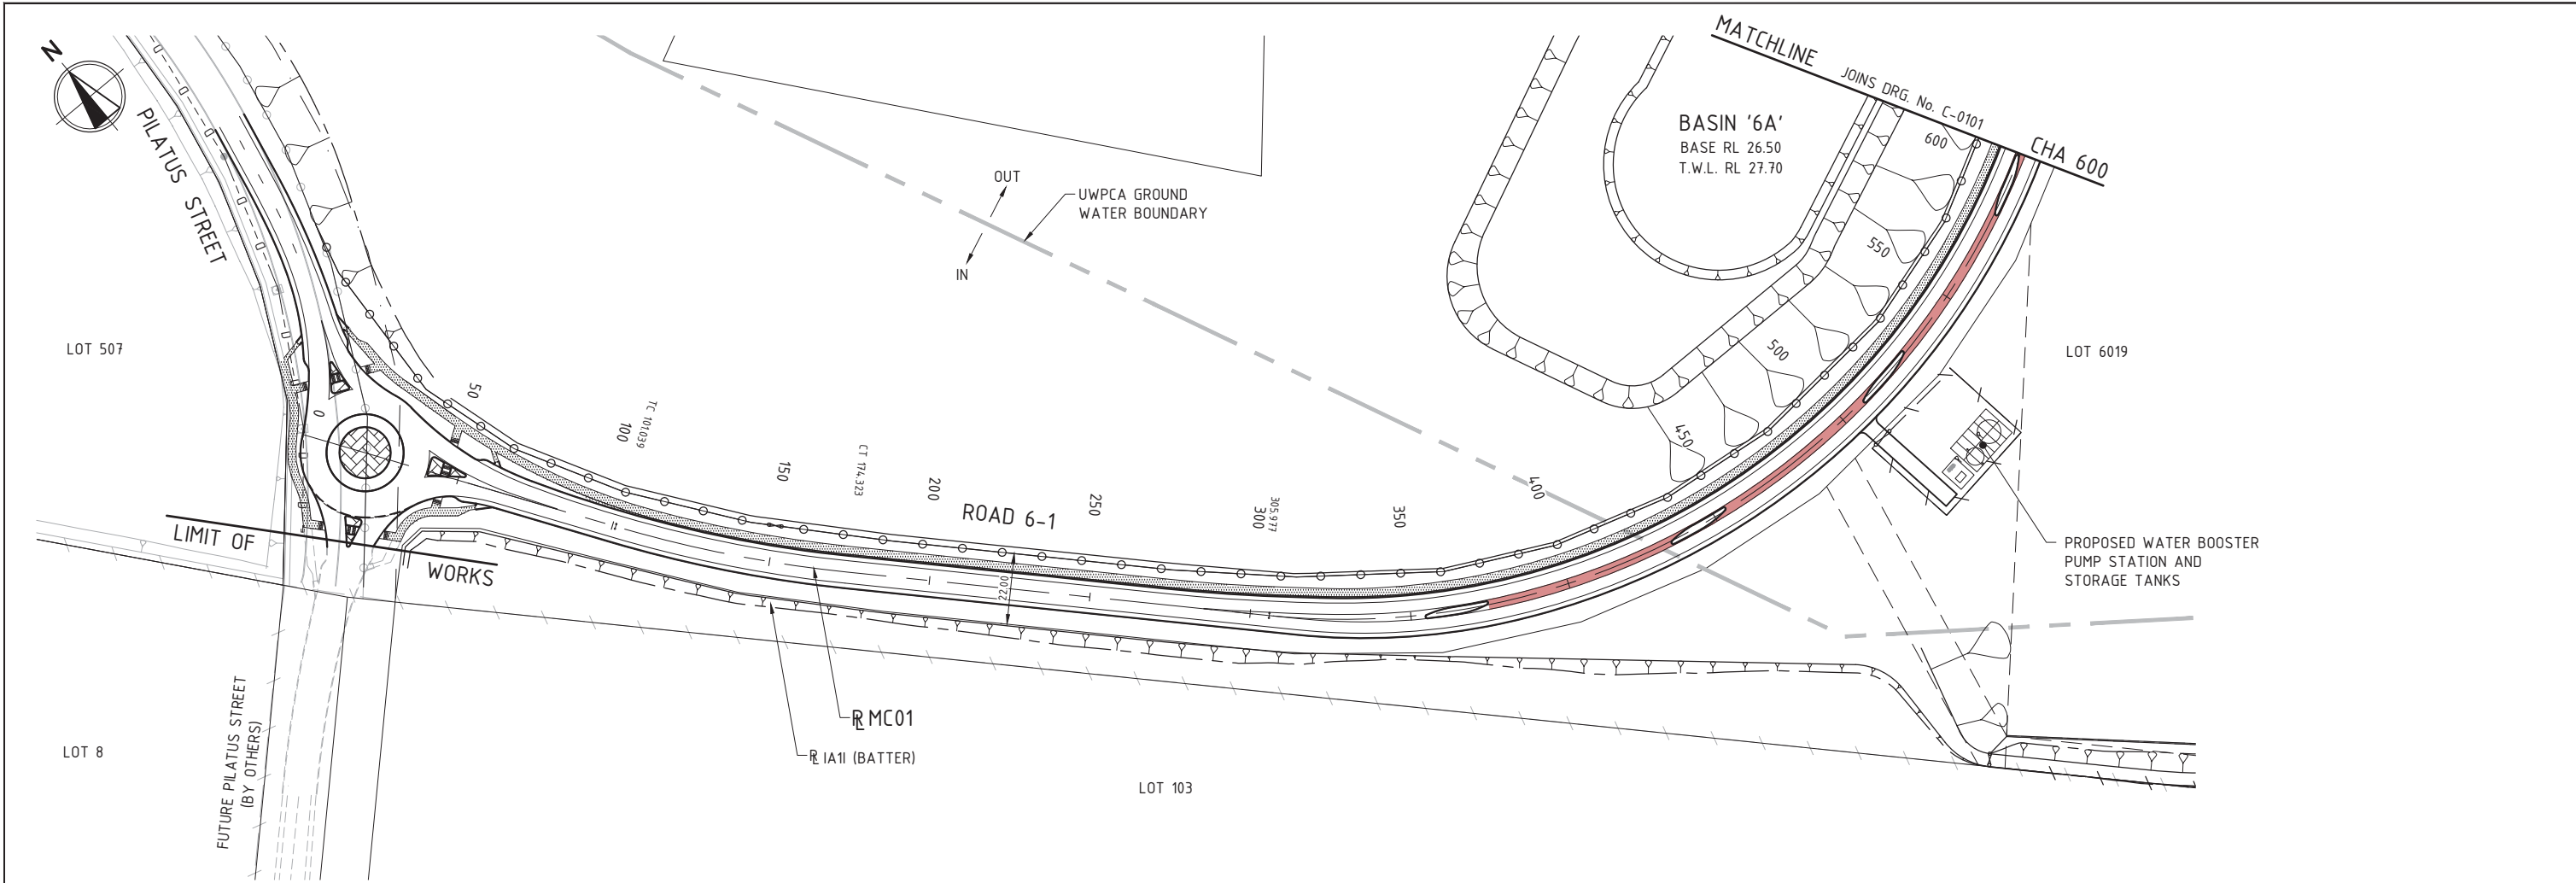 N
PILATUS STREET
LOT 507
LIMIT OF
WORKS
LOT 8
FUTURE PILATUS STREET
(BY OTHERS)
0
50
100
TC 101.039
150
CT 174.323
200
ROAD 6-1
22.00
250
300
305.977
350
400
450
500
550
600
OUT
IN
UWPCA GROUND
WATER BOUNDARY
BASIN '6A'
BASE RL 26.50
T.W.L. RL 27.70
MATCHLINE
JOINS DRG. No. C-0101
CHA 600
LOT 6019
PROPOSED WATER BOOSTER
PUMP STATION AND
STORAGE TANKS
MC01
IA1I (BATTER)
LOT 103